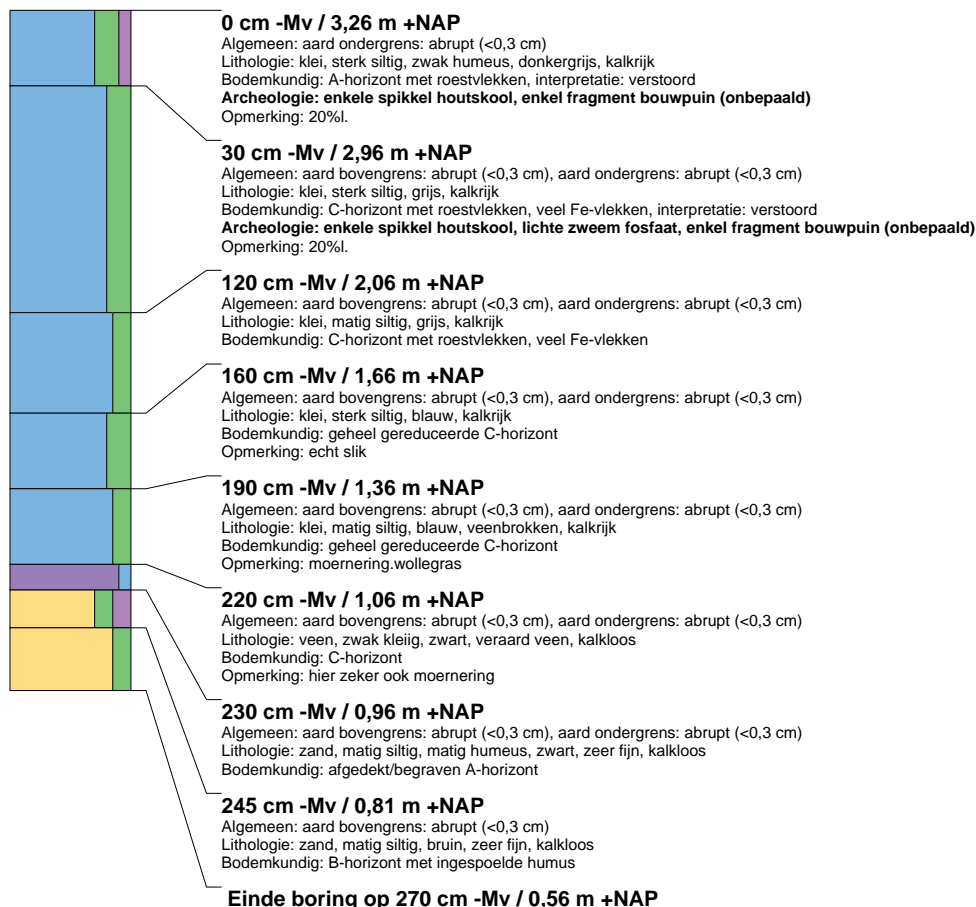 0 cm -Mv / 3,26 m +NAP
Algemeen: aard ondergrens: abrupt (<0,3 cm)
Lithologie: klei, sterk siltig, zwak humeus, donkergrijs, kalkrijk
Bodemkundig: A-horizont met roestvlekken, interpretatie: verstoord
Archeologie: enkele spikkel houtskool, enkel fragment bouwpuin (onbepaald)
Opmerking: 20%l.
30 cm -Mv / 2,96 m +NAP
Algemeen: aard bovengrens: abrupt (<0,3 cm), aard ondergrens: abrupt (<0,3 cm)
Lithologie: klei, sterk siltig, grijs, kalkrijk
Bodemkundig: C-horizont met roestvlekken, veel Fe-vlekken, interpretatie: verstoord
Archeologie: enkele spikkel houtskool, lichte zweem fosfaat, enkel fragment bouwpuin (onbepaald)
Opmerking: 20%l.
120 cm -Mv / 2,06 m +NAP
Algemeen: aard bovengrens: abrupt (<0,3 cm), aard ondergrens: abrupt (<0,3 cm)
Lithologie: klei, matig siltig, grijs, kalkrijk
Bodemkundig: C-horizont met roestvlekken, veel Fe-vlekken
160 cm -Mv / 1,66 m +NAP
Algemeen: aard bovengrens: abrupt (<0,3 cm), aard ondergrens: abrupt (<0,3 cm)
Lithologie: klei, sterk siltig, blauw, kalkrijk
Bodemkundig: geheel gereduceerde C-horizont
Opmerking: echt slik
190 cm -Mv / 1,36 m +NAP
Algemeen: aard bovengrens: abrupt (<0,3 cm), aard ondergrens: abrupt (<0,3 cm)
Lithologie: klei, matig siltig, blauw, veenbrokken, kalkrijk
Bodemkundig: geheel gereduceerde C-horizont
Opmerking: moernering.wollegras
220 cm -Mv / 1,06 m +NAP
Algemeen: aard bovengrens: abrupt (<0,3 cm), aard ondergrens: abrupt (<0,3 cm)
Lithologie: veen, zwak kleiig, zwart, veraard veen, kalkloos
Bodemkundig: C-horizont
Opmerking: hier zeker ook moernering
230 cm -Mv / 0,96 m +NAP
Algemeen: aard bovengrens: abrupt (<0,3 cm), aard ondergrens: abrupt (<0,3 cm)
Lithologie: zand, matig siltig, matig humeus, zwart, zeer fijn, kalkloos
Bodemkundig: afgedekt/begraven A-horizont
245 cm -Mv / 0,81 m +NAP
Algemeen: aard bovengrens: abrupt (<0,3 cm)
Lithologie: zand, matig siltig, bruin, zeer fijn, kalkloos
Bodemkundig: B-horizont met ingespoelde humus
Einde boring op 270 cm -Mv / 0,56 m +NAP